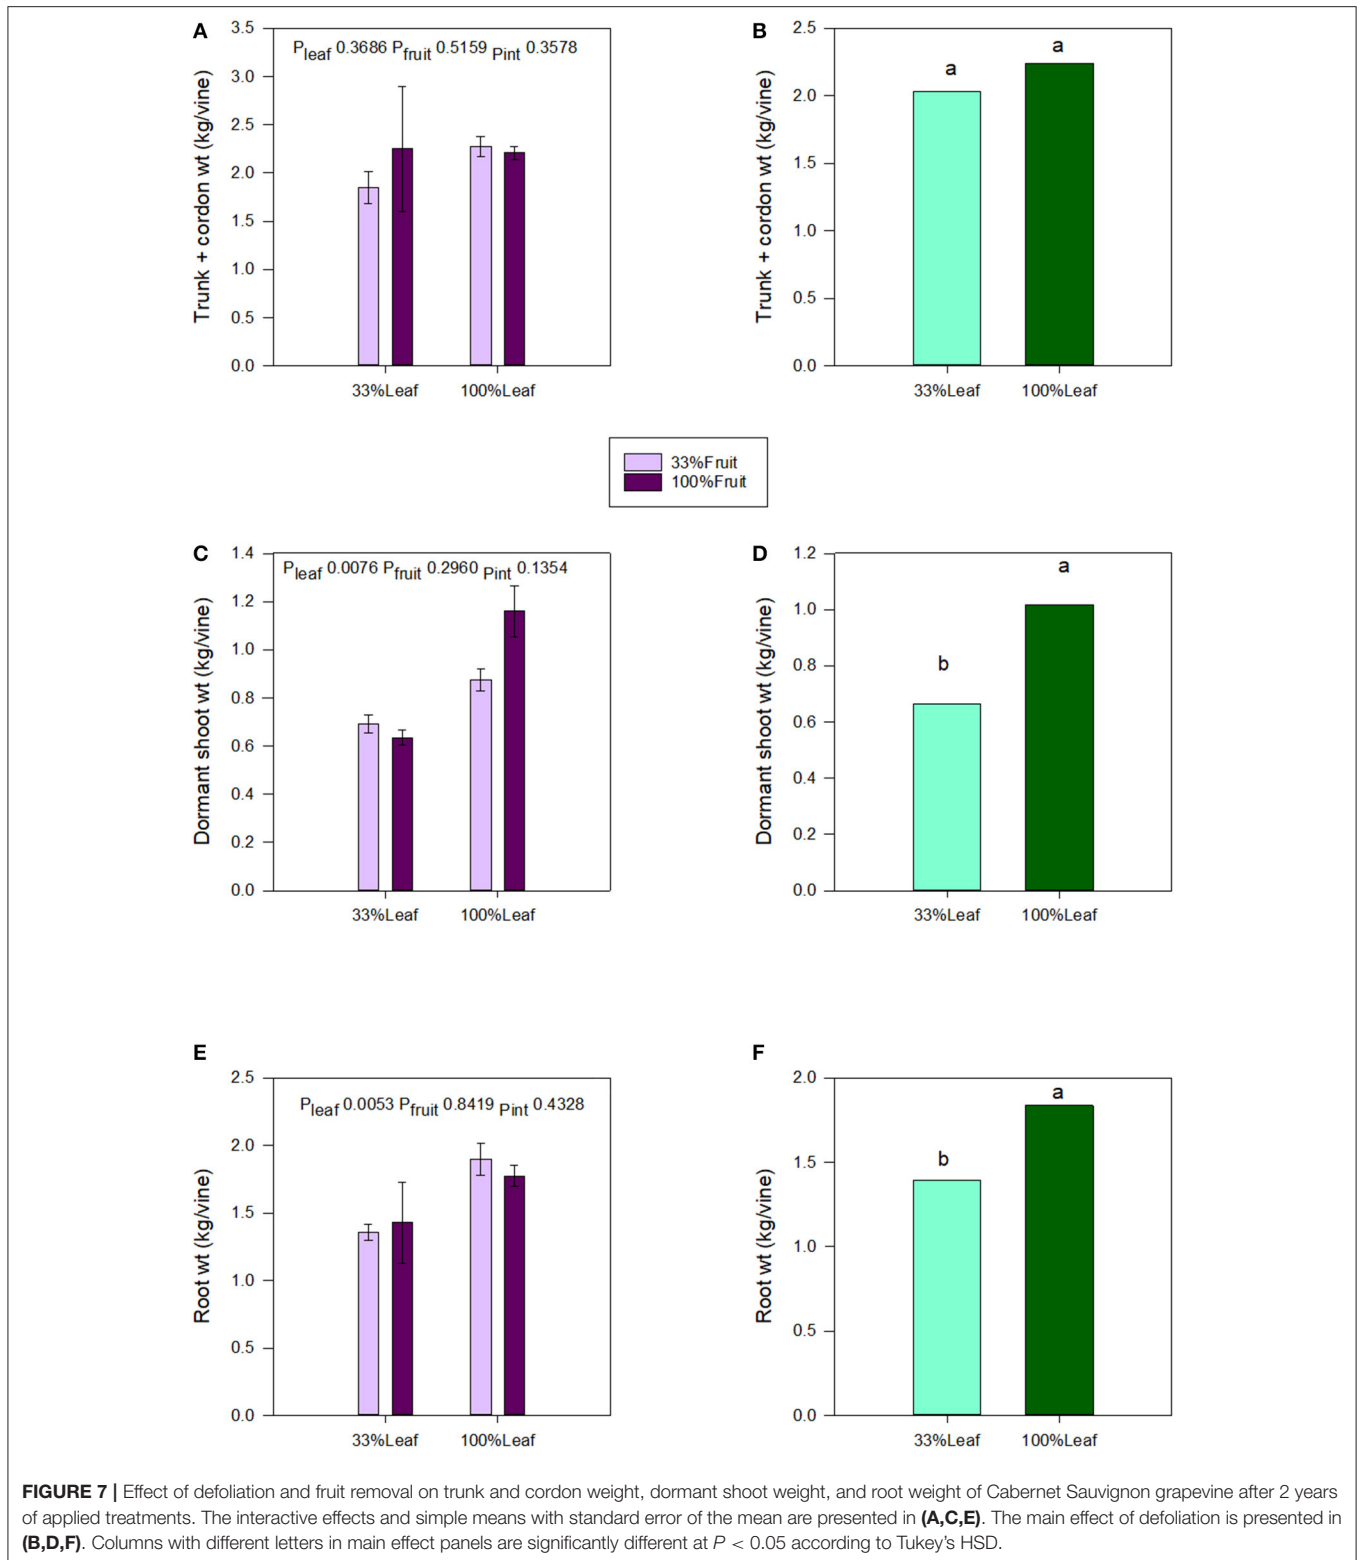 A
B
3.5
3.0
2.5
2.0
1.5
1.0
0.5
0.0
Trunk + cordon wt (kg/vine)
Pleaf 0.3686 Pfruit 0.5159 Pint 0.3578
33%Leaf 100%Leaf
2.5
2.0
1.5
1.0
0.5
0.0
Trunk + cordon wt (kg/vine)
a
a
33%Leaf 100%Leaf
33%Fruit
100%Fruit
C
D
1.4
1.2
1.0
0.8
0.6
0.4
0.2
0.0
Dormant shoot wt (kg/vine)
Pleaf 0.0076 Pfruit 0.2960 Pint 0.1354
33%Leaf 100%Leaf
1.2
1.0
0.8
0.6
0.4
0.2
0.0
Dormant shoot wt (kg/vine)
b
a
33%Leaf 100%Leaf
E
F
2.5
2.0
1.5
1.0
0.5
0.0
Root wt (kg/vine)
Pleaf 0.0053 Pfruit 0.8419 Pint 0.4328
33%Leaf 100%Leaf
2.0
1.5
1.0
0.5
0.0
Root wt (kg/vine)
b
a
33%Leaf 100%Leaf
FIGURE 7 | Effect of defoliation and fruit removal on trunk and cordon weight, dormant shoot weight, and root weight of Cabernet Sauvignon grapevine after 2 years
of applied treatments. The interactive effects and simple means with standard error of the mean are presented in (A,C,E). The main effect of defoliation is presented in
(B,D,F). Columns with different letters in main effect panels are significantly different at P < 0.05 according to Tukey's HSD.